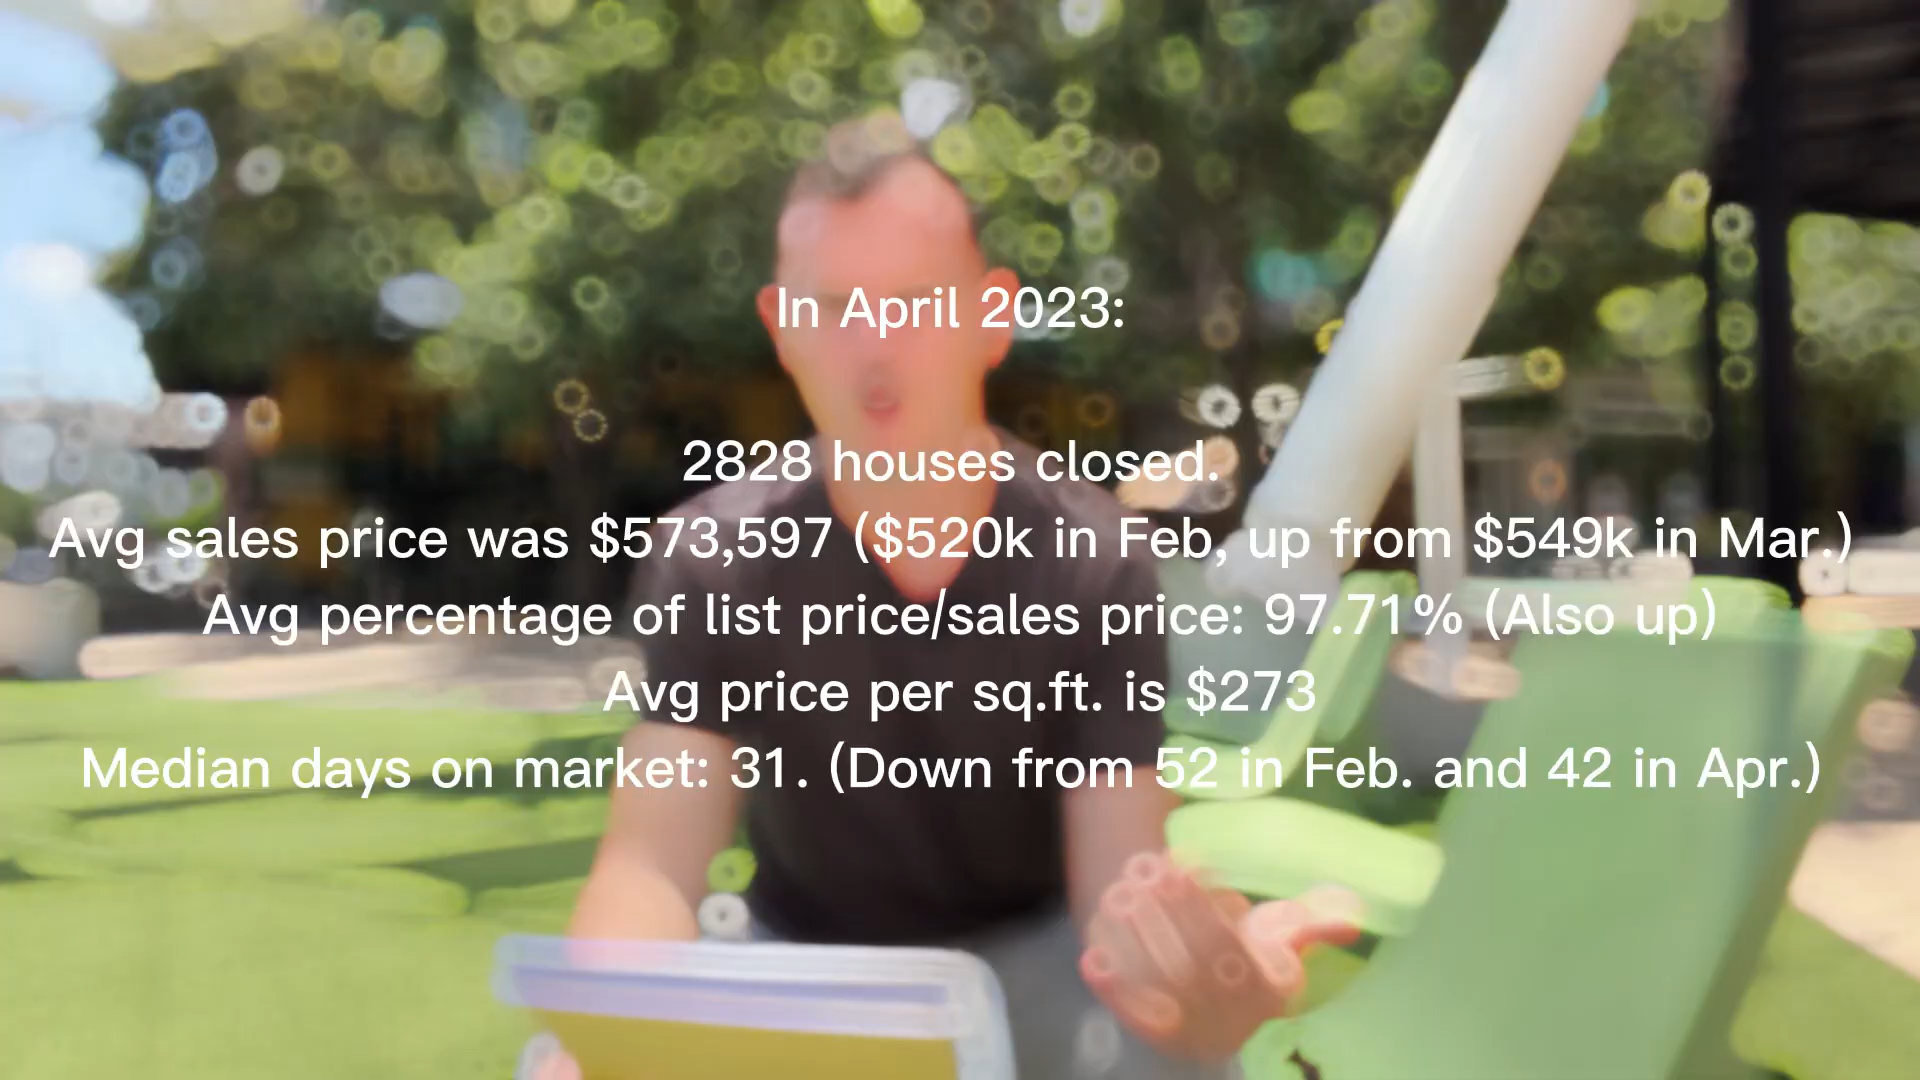 In April 2023:
2828 houses closed.
Avg sales price was $573,597 ($520k in Feb, up from $549k in Mar.)
Avg percentage of list price/sales price: 97.71% (Also up)
Avg price per sq.ft. is $273
Median days on market: 31. (Down from 52 in Feb. and 42 in Apr.)